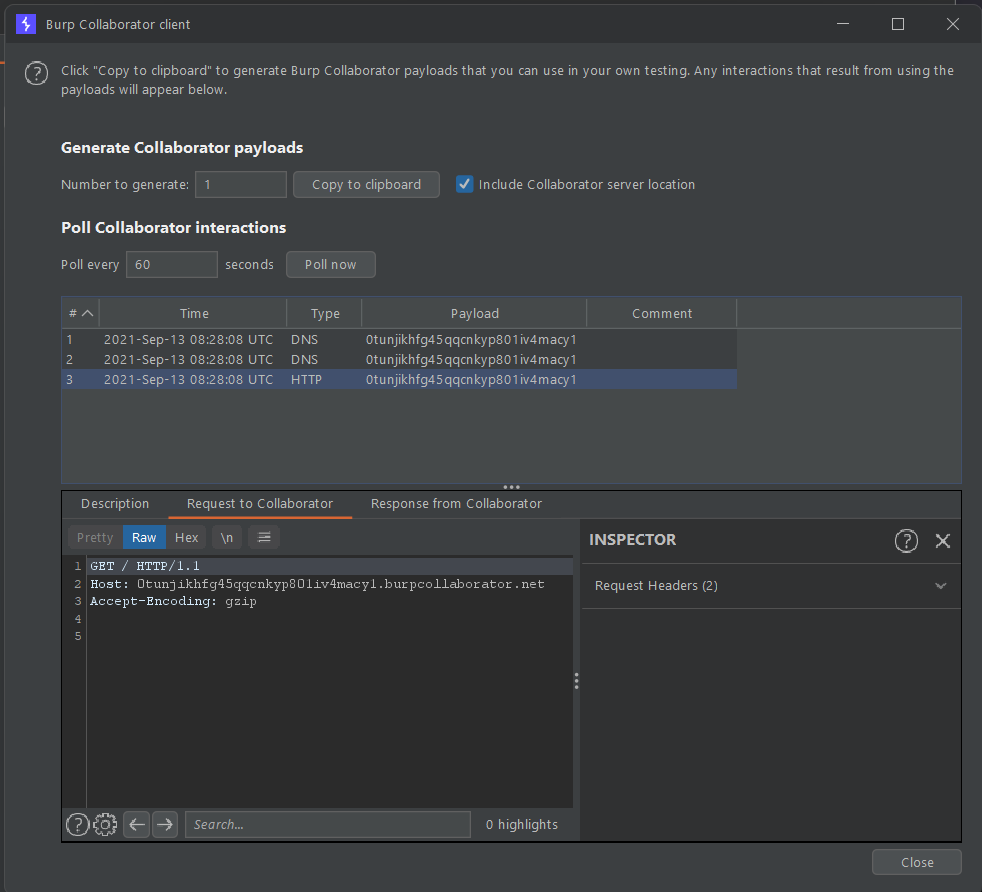 Burp Collaborator client
Click "Copy to clipboard" to generate Burp Collaborator payloads that you can use in your own testing. Any interactions that result from using the
payloads will appear below.
Generate Collaborator payloads
Number to generate: 1 Copy to clipboard Include Collaborator server location
Poll Collaborator interactions
Poll every 60 seconds Poll now
# Time Type Payload Comment
1 2021-Sep-13 08:28:08 UTC DNS 0tunjikhfg45qqcnkyp801iv4macy1
2 2021-Sep-13 08:28:08 UTC DNS 0tunjikhfg45qqcnkyp801iv4macy1
3 2021-Sep-13 08:28:08 UTC HTTP 0tunjikhfg45qqcnkyp801iv4macy1
Description Request to Collaborator Response from Collaborator
Pretty Raw Hex \n
INSPECTOR
1 GET / HTTP/1.1
2 Host: 0tunjikhfg45qqcnkyp801iv4macy1.burpcollaborator.net
3 Accept-Encoding: gzip
4
5
Request Headers (2)
Search... 0 highlights
Close